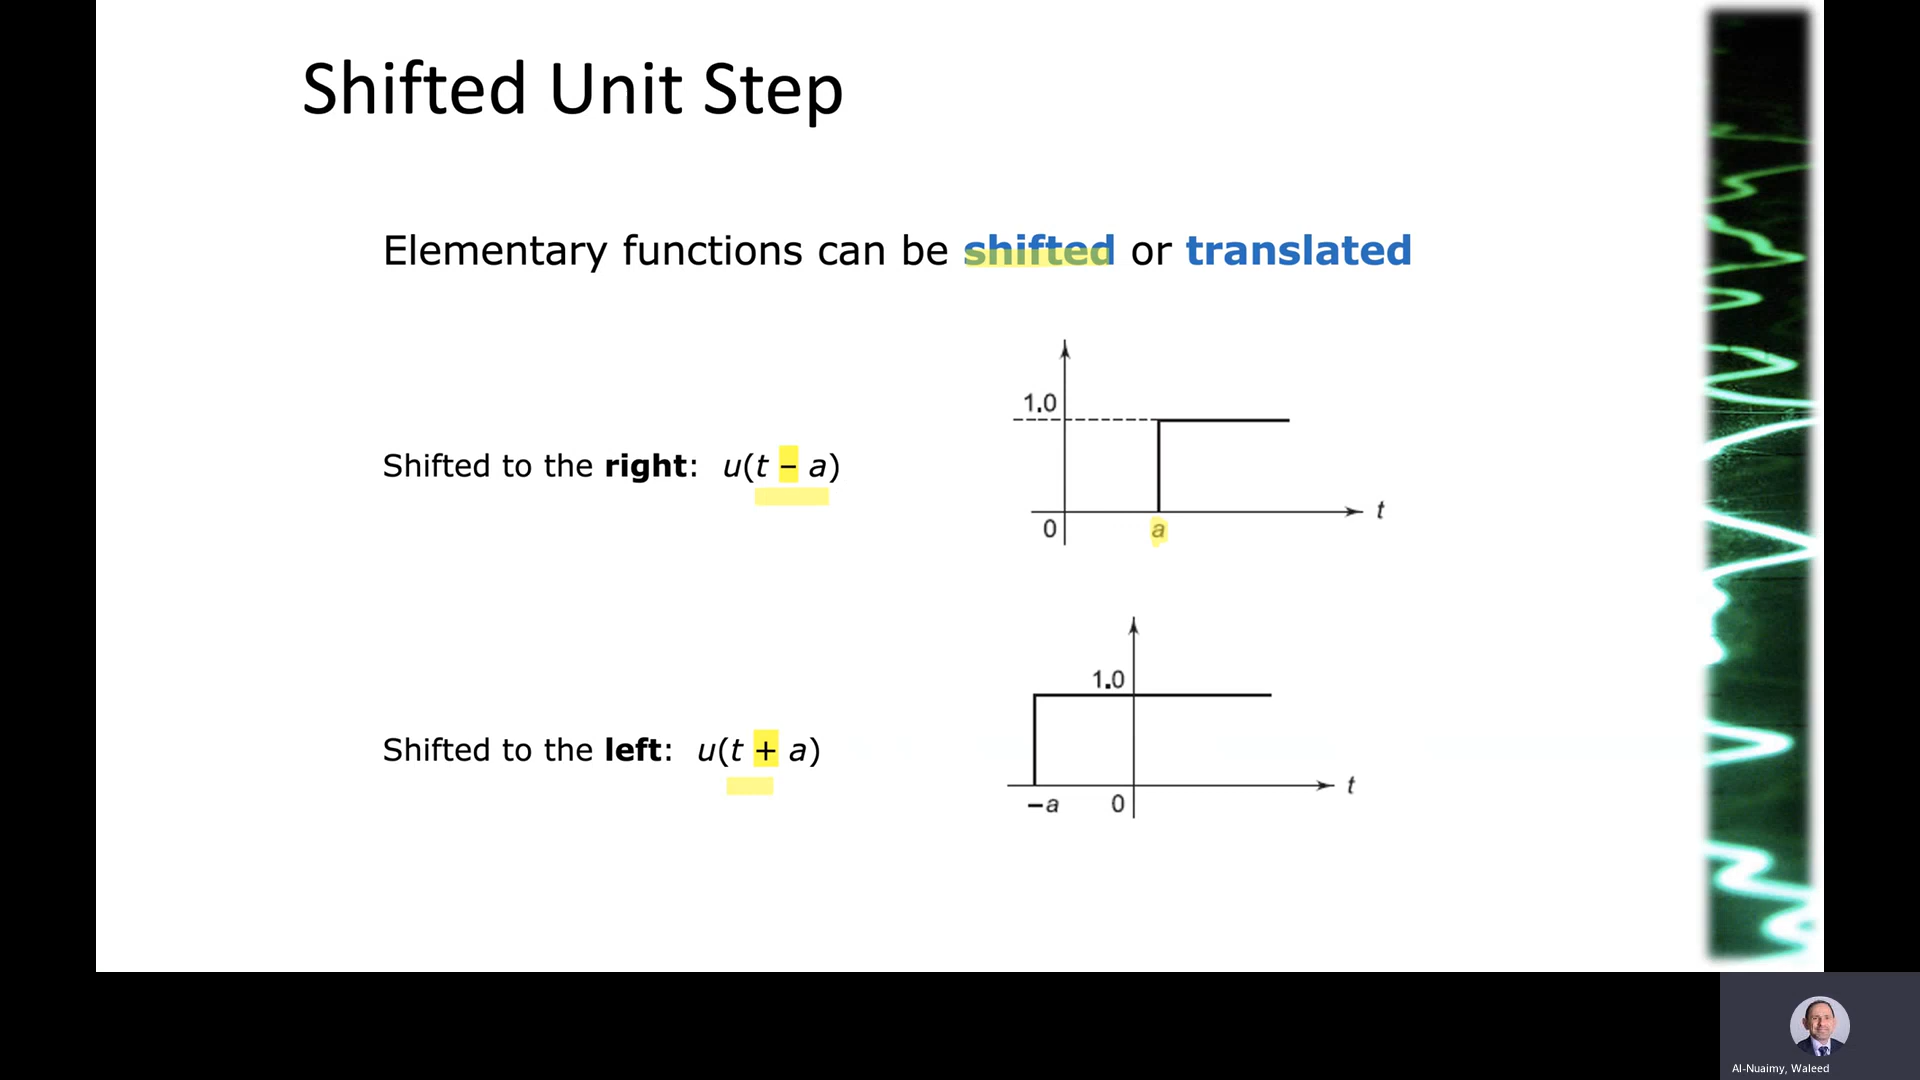 Shifted Unit Step
Elementary functions can be shifted or translated
1.0
Shifted to the right: u(t – a)
t
0
a
1.0
Shifted to the left: u(t + a)
t
–a
0
Al-Nuaimy, Waleed